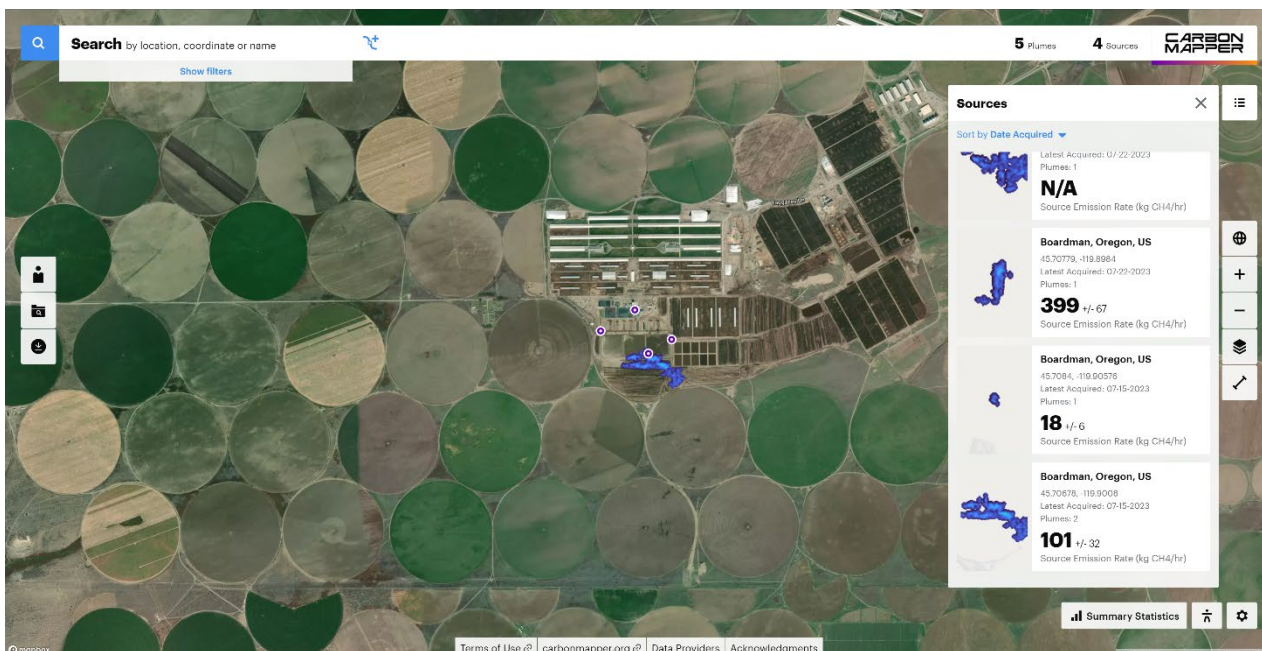 Search by location, coordinate or name
5 Plumes
4 Sources
CARBON
MAPPER
Show filters
Sources
Sort by Date Acquired
Latest Acquired: 07-22-2023
Plumes: 1
N/A
Source Emission Rate (kg CH4/hr)
Boardman, Oregon, US
45.70779, -119.8984
Latest Acquired: 07-22-2023
Plumes: 1
399 +/- 67
Source Emission Rate (kg CH4/hr)
Boardman, Oregon, US
45.7084, -119.90576
Latest Acquired: 07-15-2023
Plumes: 1
18 +/- 6
Source Emission Rate (kg CH4/hr)
Boardman, Oregon, US
45.70678, -119.9008
Latest Acquired: 07-15-2023
Plumes: 2
101 +/- 32
Source Emission Rate (kg CH4/hr)
Summary Statistics
mapbox
Terms of Use
carbonmapper.org
Data Providers
Acknowledgments